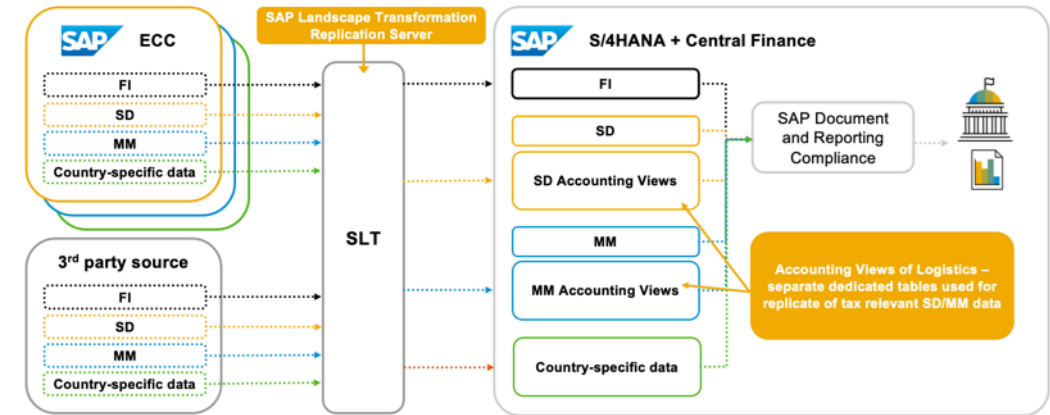 SAP
ECC
FI
SD
MM
Country-specific data
3rd party source
FI
SD
MM
Country-specific data
SAP Landscape Transformation
Replication Server
SLT
SAP
S/4HANA + Central Finance
FI
SD
SD Accounting Views
MM
MM Accounting Views
Country-specific data
SAP Document
and Reporting
Compliance
Accounting Views of Logistics –
separate dedicated tables used for
replicate of tax relevant SD/MM data